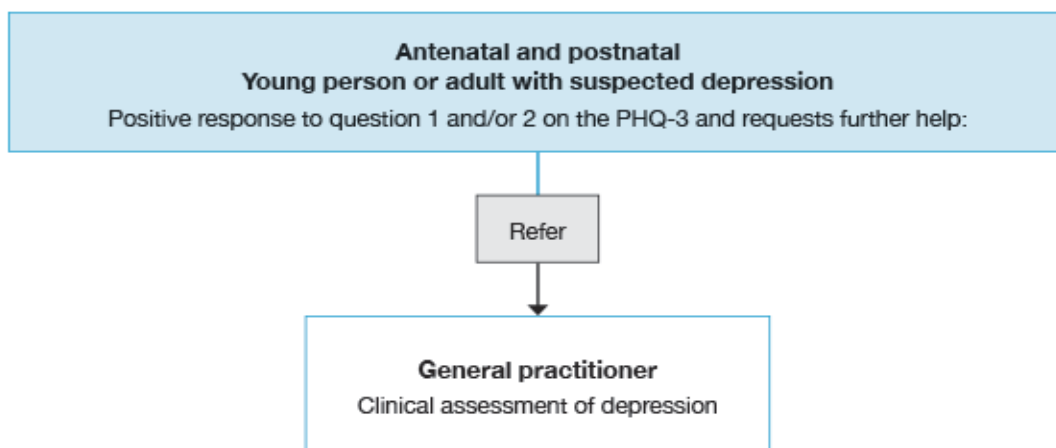 Antenatal and postnatal
Young person or adult with suspected depression
Positive response to question 1 and/or 2 on the PHQ-3 and requests further help:
Refer
General practitioner
Clinical assessment of depression